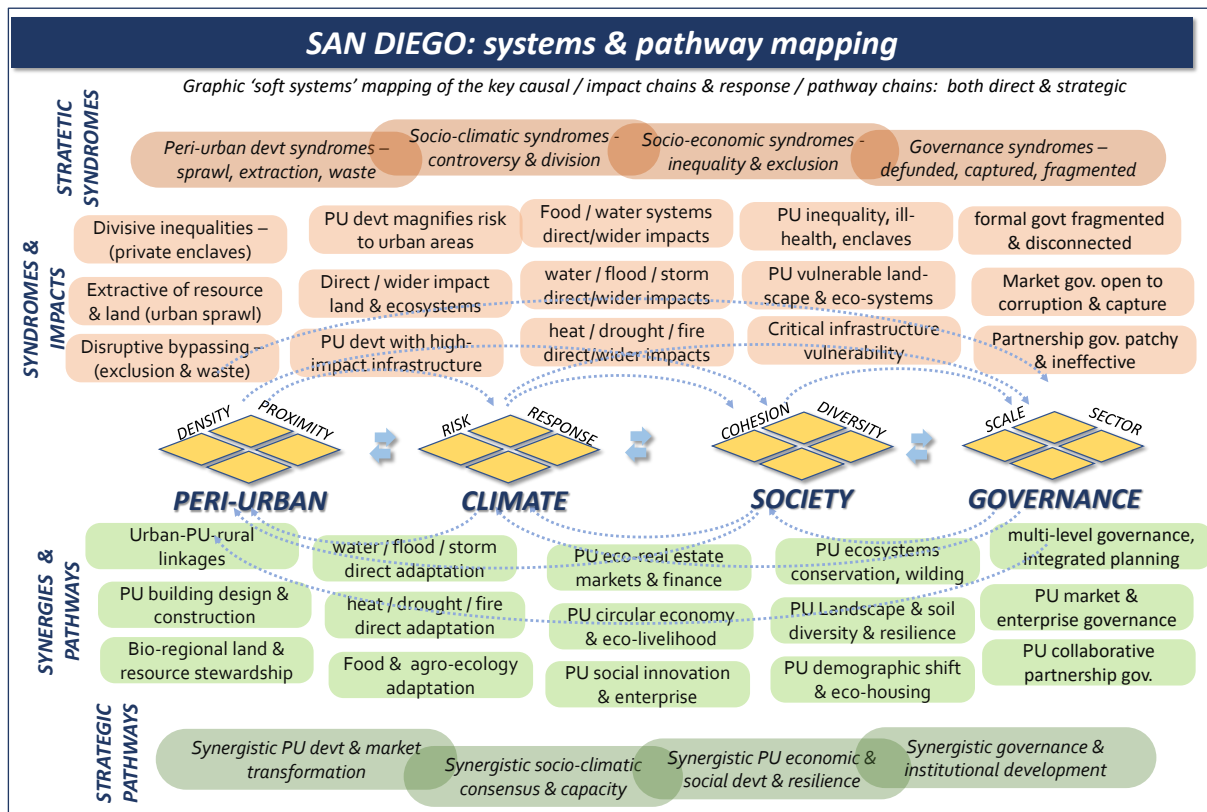 SAN DIEGO: systems & pathway mapping
Graphic ‘soft systems’ mapping of the key causal / impact chains & response / pathway chains: both direct & strategic
STRATETIC
SYNDROMES
Peri-urban devt syndromes –
sprawl, extraction, waste
Socio-climatic syndromes -
controversy & division
Socio-economic syndromes -
inequality & exclusion
Governance syndromes –
defunded, captured, fragmented
SYNDROMES &
IMPACTS
Divisive inequalities –
(private enclaves)
Extractive of resource
& land (urban sprawl)
Disruptive bypassing –
(exclusion & waste)
PU devt magnifies risk
to urban areas
Direct / wider impact
land & ecosystems
PU devt with high-
impact infrastructure
Food / water systems
direct/wider impacts
water / flood / storm
direct/wider impacts
heat / drought / fire
direct/wider impacts
PU inequality, ill-
health, enclaves
PU vulnerable land-
scape & eco-systems
Critical infrastructure
vulnerability
formal govt fragmented
& disconnected
Market gov. open to
corruption & capture
Partnership gov. patchy
& ineffective
DENSITY
PROXIMITY
RISK
RESPONSE
COHESION
DIVERSITY
SCALE
SECTOR
PERI-URBAN
CLIMATE
SOCIETY
GOVERNANCE
SYNERGIES &
PATHWAYS
Urban-PU-rural
linkages
PU building design &
construction
Bio-regional land &
resource stewardship
water / flood / storm
direct adaptation
heat / drought / fire
direct adaptation
Food & agro-ecology
adaptation
PU eco-real estate
markets & finance
PU circular economy
& eco-livelihood
PU social innovation
& enterprise
PU ecosystems
conservation, wilding
PU Landscape & soil
diversity & resilience
PU demographic shift
& eco-housing
multi-level governance,
integrated planning
PU market &
enterprise governance
PU collaborative
partnership gov.
STRATEGIC
PATHWAYS
Synergistic PU devt & market
transformation
Synergistic socio-climatic
consensus & capacity
Synergistic PU economic &
social devt & resilience
Synergistic governance &
institutional development